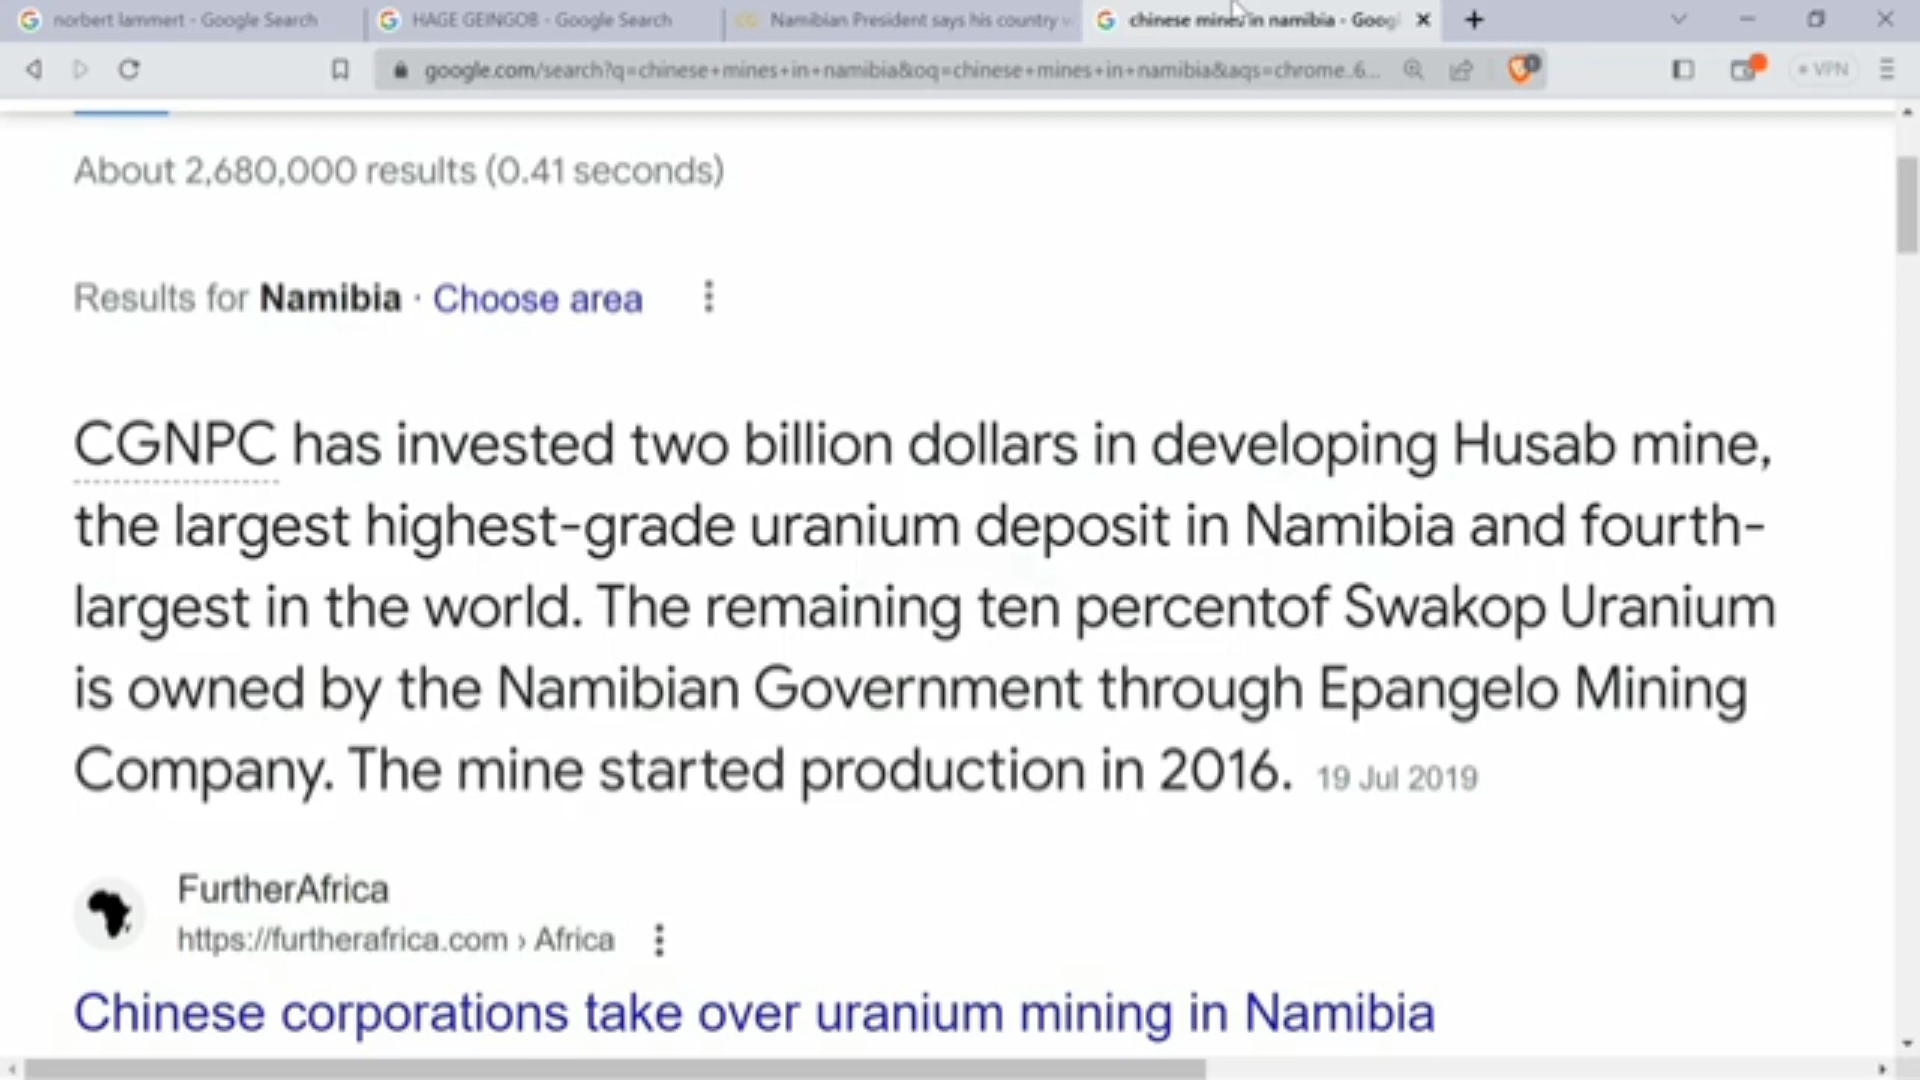 norbert lammert - Google Search
HAGE GEINGOB - Google Search
Namibian President says his country
chinese mines in namibia - Goog
google.com/search?q=chinese+mines+in+namibia&oq=chinese+mines+in+namibia&aqs=chrome..6...
VPN
About 2,680,000 results (0.41 seconds)
Results for Namibia · Choose area
CGNPC has invested two billion dollars in developing Husab mine,
the largest highest-grade uranium deposit in Namibia and fourth-
largest in the world. The remaining ten percentof Swakop Uranium
is owned by the Namibian Government through Epangelo Mining
Company. The mine started production in 2016. 19 Jul 2019
FurtherAfrica
https://furtherafrica.com › Africa
Chinese corporations take over uranium mining in Namibia